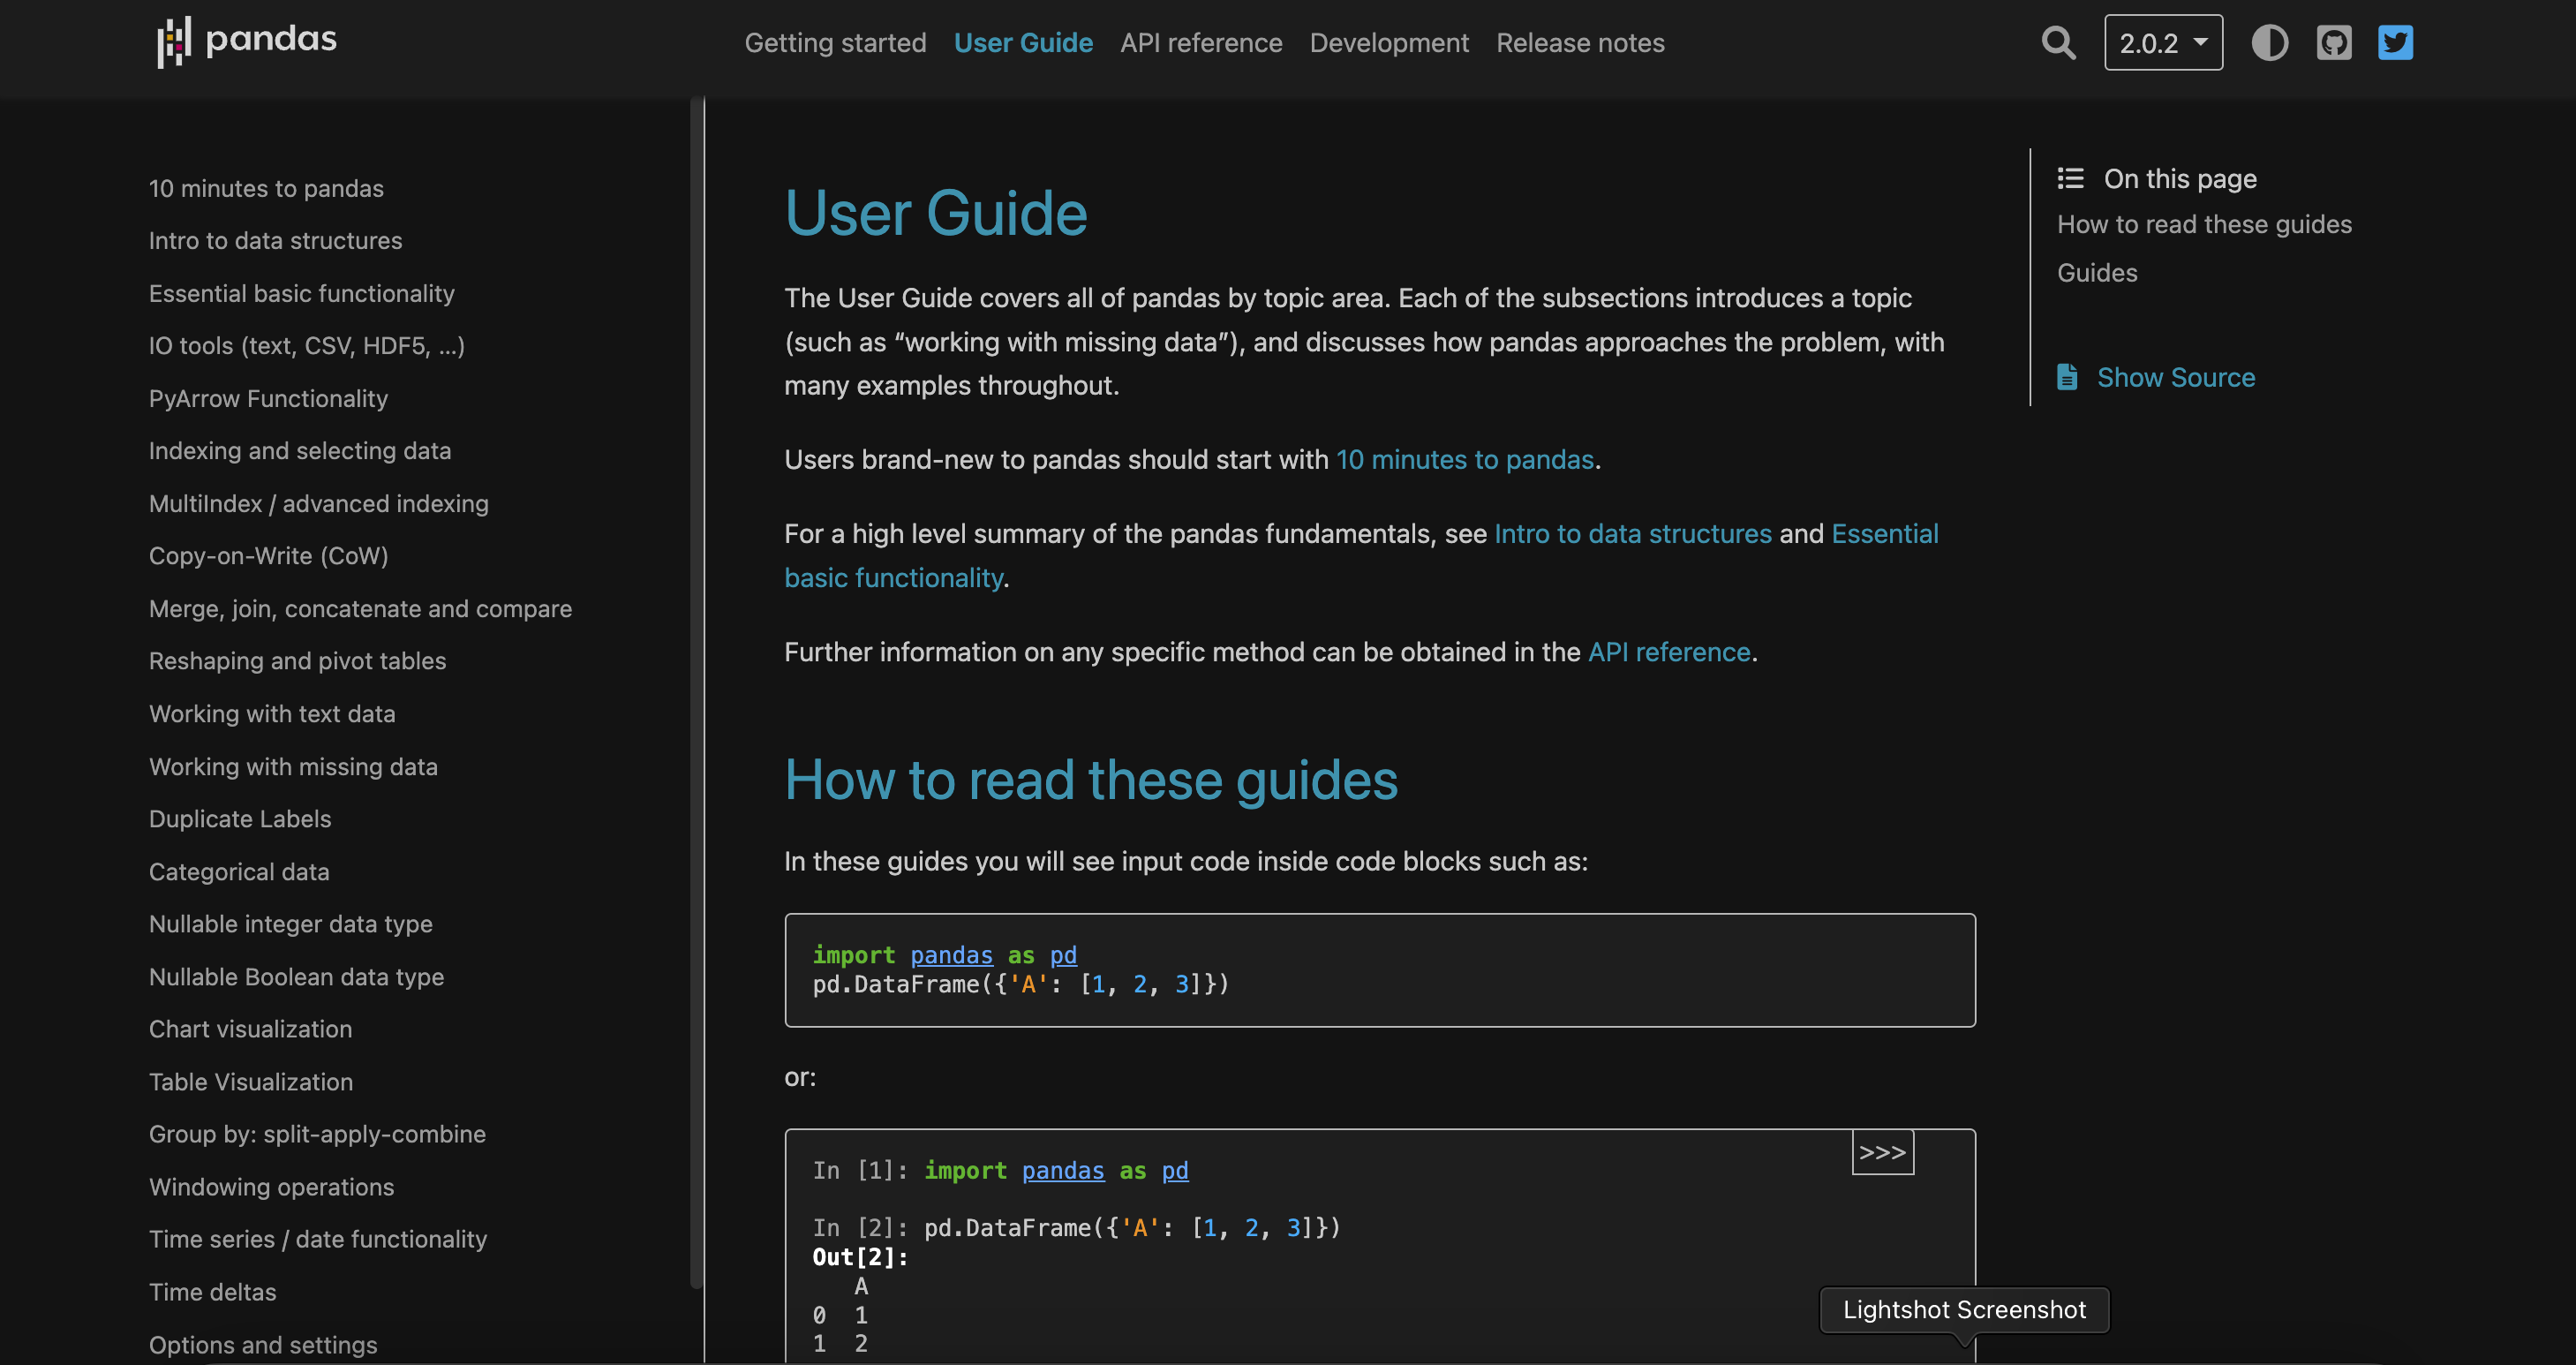 pandas
Getting started User Guide API reference Development Release notes
2.0.2
10 minutes to pandas
Intro to data structures
Essential basic functionality
IO tools (text, CSV, HDF5, ...)
PyArrow Functionality
Indexing and selecting data
MultiIndex / advanced indexing
Copy-on-Write (CoW)
Merge, join, concatenate and compare
Reshaping and pivot tables
Working with text data
Working with missing data
Duplicate Labels
Categorical data
Nullable integer data type
Nullable Boolean data type
Chart visualization
Table Visualization
Group by: split-apply-combine
Windowing operations
Time series / date functionality
Time deltas
Options and settings
User Guide
The User Guide covers all of pandas by topic area. Each of the subsections introduces a topic
(such as “working with missing data”), and discusses how pandas approaches the problem, with
many examples throughout.
Users brand-new to pandas should start with 10 minutes to pandas.
For a high level summary of the pandas fundamentals, see Intro to data structures and Essential
basic functionality.
Further information on any specific method can be obtained in the API reference.
How to read these guides
In these guides you will see input code inside code blocks such as:
import pandas as pd
pd.DataFrame({'A': [1, 2, 3]})
or:
>>>
In [1]: import pandas as pd
In [2]: pd.DataFrame({'A': [1, 2, 3]})
Out[2]:
A
0 1
1 2
On this page
How to read these guides
Guides
Show Source
Lightshot Screenshot